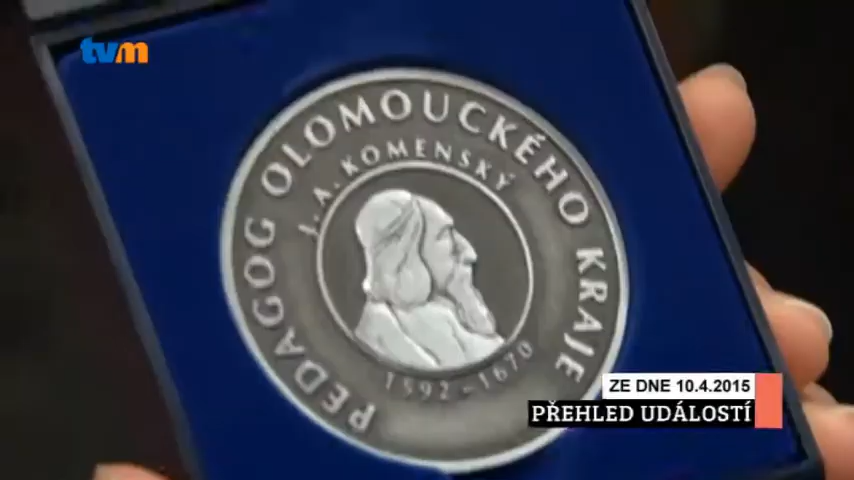 tvm
PEDAGOG OLOMOUCKÉHO KRAJE
J. A. KOMENSKÝ
1592 - 1670
ZE DNE 10.4.2015
PŘEHLED UDÁLOSTÍ